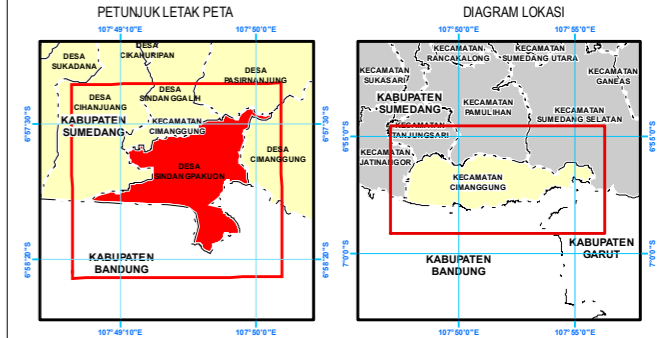 PETUNJUK LETAK PETA
107°49'10"E
107°50'0"E
DESA
CIKAHURIPAN
DESA
SUKADANA
DESA
PASIRNANJUNG
DESA
SINDANGGALIH
DESA
CIHANJUANG
6°57'30"S
6°57'30"S
KABUPATEN
SUMEDANG
KECAMATAN
CIMANGGUNG
DESA
CIMANGGUNG
DESA
SINDANGPAKUON
6°58'20"S
6°58'20"S
KABUPATEN
BANDUNG
107°49'10"E
107°50'0"E
DIAGRAM LOKASI
107°50'0"E
107°55'0"E
KECAMATAN
RANCAKALONG
KECAMATAN
SUMEDANG UTARA
KECAMATAN
SUKASARI
KECAMATAN
GANEAS
KABUPATEN
SUMEDANG
KECAMATAN
PAMULIHAN
KECAMATAN
SUMEDANG SELATAN
KECAMATAN
TANJUNGSARI
6°55'0"S
6°55'0"S
KECAMATAN
JATINANGOR
KECAMATAN
CIMANGGUNG
KABUPATEN
GARUT
7°0'0"S
7°0'0"S
KABUPATEN
BANDUNG
107°50'0"E
107°55'0"E